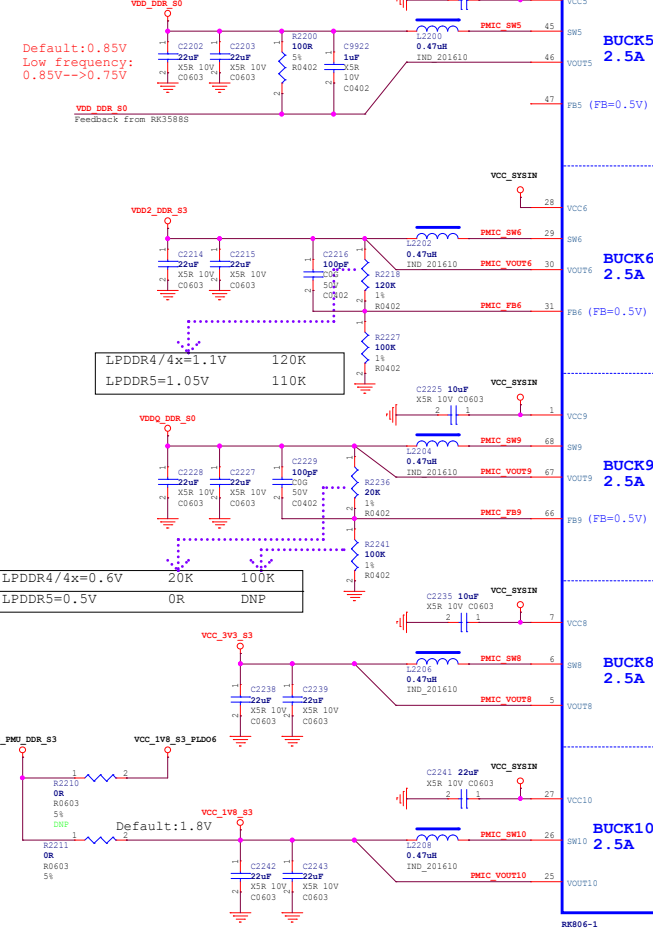 VDD_DDR_S0
VCC5
Default:0.85V
Low frequency:
0.85V-->0.75V
C2202
22uF
X5R 10V
C0603
C2203
22uF
X5R 10V
C0603
R2200
100R
5%
R0402
C9922
1uF
X5R
10V
C0402
L2200
0.47uH
IND_201610
PMIC_SW5
45
SW5
46
VOUT5
BUCK5
2.5A
47
FB5 (FB=0.5V)
VDD_DDR_S0
Feedback from RK3588S
VCC_SYSIN
28
VCC6
VDD2_DDR_S3
C2214
22uF
X5R 10V
C0603
C2215
22uF
X5R 10V
C0603
C2216
100pF
C0G
50V
C0402
R2218
120K
1%
R0402
L2202
0.47uH
IND_201610
PMIC_SW6
29
SW6
PMIC_VOUT6
30
VOUT6
BUCK6
2.5A
PMIC_FB6
31
FB6 (FB=0.5V)
R2227
100K
1%
R0402
LPDDR4/4x=1.1V 120K
LPDDR5=1.05V 110K
C2225 10uF
X5R 10V C0603
VCC_SYSIN
1
VCC9
VDDQ_DDR_S0
C2228
22uF
X5R 10V
C0603
C2227
22uF
X5R 10V
C0603
C2229
100pF
C0G
50V
C0402
R2236
20K
1%
R0402
L2204
0.47uH
IND_201610
PMIC_SW9
68
SW9
PMIC_VOUT9
67
VOUT9
BUCK9
2.5A
PMIC_FB9
66
FB9 (FB=0.5V)
R2241
100K
1%
R0402
LPDDR4/4x=0.6V 20K 100K
LPDDR5=0.5V 0R DNP
C2235 10uF
X5R 10V C0603
VCC_SYSIN
7
VCC8
VCC_3V3_S3
C2238
22uF
X5R 10V
C0603
C2239
22uF
X5R 10V
C0603
L2206
0.47uH
IND_201610
PMIC_SW8
6
SW8
PMIC_VOUT8
5
VOUT8
BUCK8
2.5A
_PMU_DDR_S3
VCC_1V8_S3_PLDO6
R2210
0R
R0603
5%
DNP
R2211
0R
R0603
5%
Default:1.8V
VCC_1V8_S3
C2241 22uF
X5R 10V C0603
VCC_SYSIN
27
VCC10
C2242
22uF
X5R 10V
C0603
C2243
22uF
X5R 10V
C0603
L2208
0.47uH
IND_201610
PMIC_SW10
26
SW10
PMIC_VOUT10
25
VOUT10
BUCK10
2.5A
RK806-1